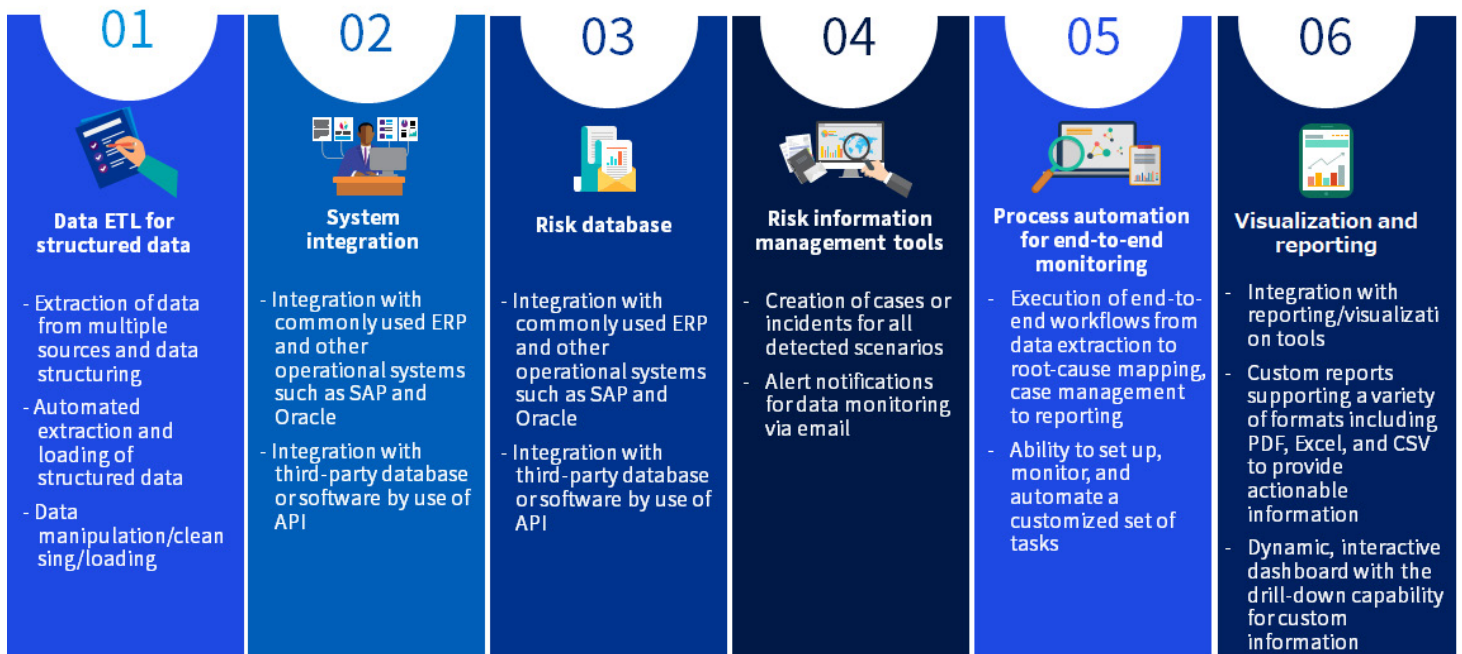 01
Data ETL for
structured data
- Extraction of data
from multiple
sources and data
structuring
- Automated
extraction and
loading of
structured data
- Data
manipulation/clean
sing/loading
02
System
integration
- Integration with
commonly used ERP
and other
operational systems
such as SAP and
Oracle
- Integration with
third-party database
or software by use of
API
03
Risk database
- Integration with
commonly used ERP
and other
operational systems
such as SAP and
Oracle
- Integration with
third-party database
or software by use of
API
04
Risk information
management tools
- Creation of cases or
incidents for all
detected scenarios
- Alert notifications
for data monitoring
via email
05
Process automation
for end-to-end
monitoring
- Execution of end-to-
end workflows from
data extraction to
root-cause mapping,
case management
to reporting
- Ability to set up,
monitor, and
automate a
customized set of
tasks
06
Visualization and
reporting
- Integration with
reporting/visualizati
on tools
- Custom reports
supporting a variety
of formats including
PDF, Excel, and CSV
to provide
actionable
information
- Dynamic, interactive
dashboard with the
drill-down capability
for custom
information